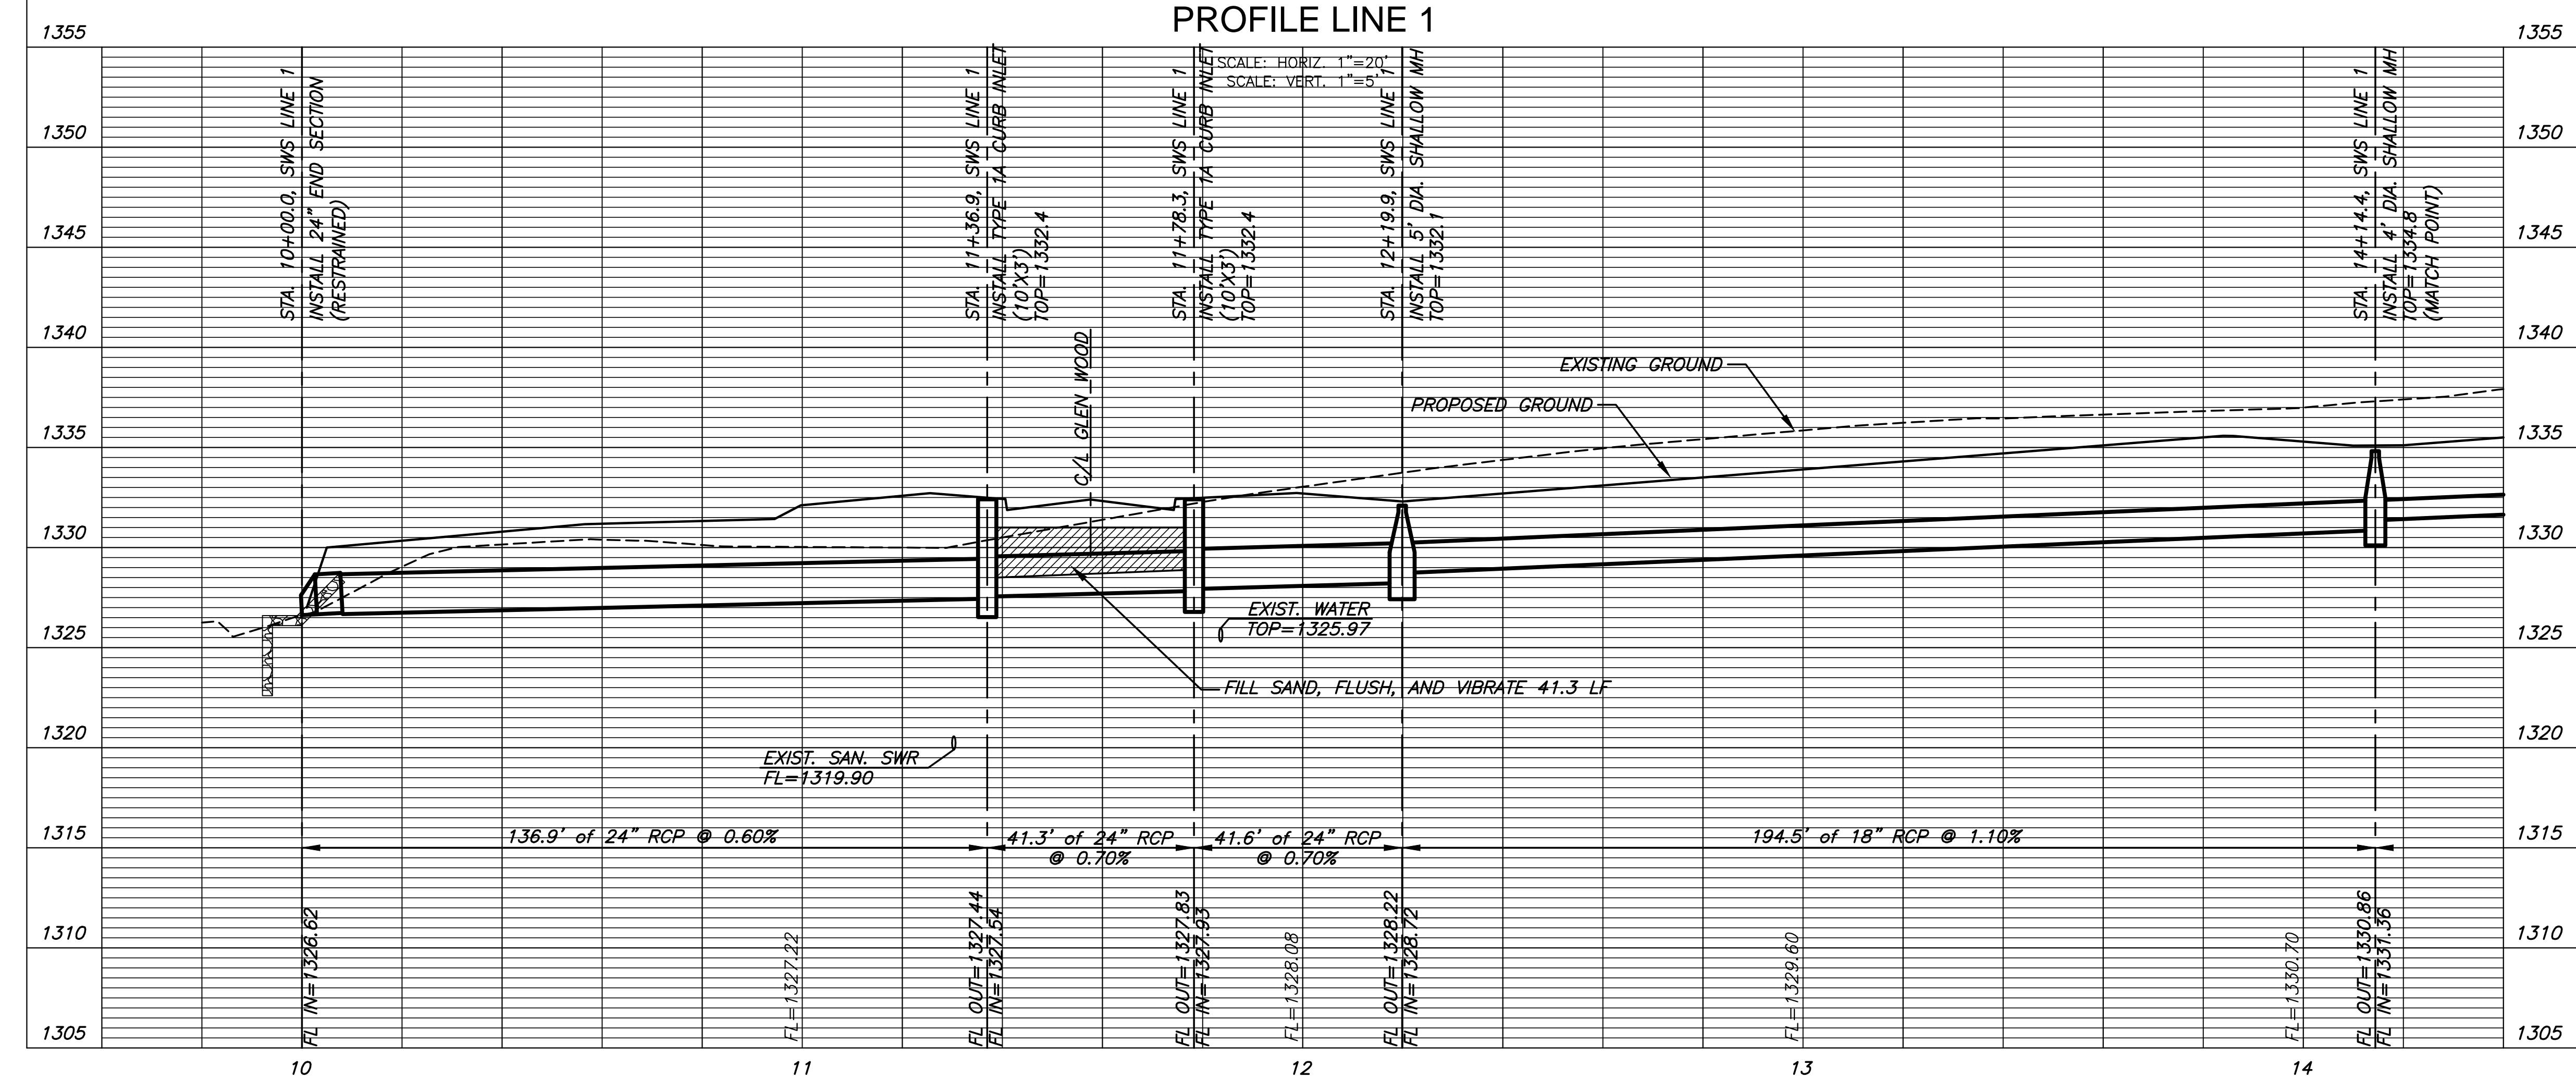 PROFILE LINE 1
SCALE: HORIZ. 1"=20'
SCALE: VERT. 1"=5'
1355
1355
1350
1350
1345
1345
1340
1340
1335
1335
1330
1330
1325
1325
1320
1320
1315
1315
1310
1310
1305
1305
STA. 10+00.0, SWS LINE 1
INSTALL 24" END SECTION
(RESTRAINED)
STA. 11+36.9, SWS LINE 1
INSTALL TYPE 1A CURB INLET
(10'X3')
TOP=1332.4
C/L GLEN WOOD
STA. 11+78.3, SWS LINE 1
INSTALL TYPE 1A CURB INLET
(10'X3')
TOP=1332.4
STA. 12+19.9, SWS LINE 1
INSTALL 5' DIA. SHALLOW MH
TOP=1332.1
STA. 14+14.4, SWS LINE 1
INSTALL 4' DIA. SHALLOW MH
TOP=1334.8
(MATCH POINT)
EXISTING GROUND
PROPOSED GROUND
EXIST. WATER
TOP=1325.97
FILL SAND, FLUSH, AND VIBRATE 41.3 LF
EXIST. SAN. SWR
FL=1319.90
136.9' of 24" RCP @ 0.60%
41.3' of 24" RCP
@ 0.70%
41.6' of 24" RCP
@ 0.70%
194.5' of 18" RCP @ 1.10%
FL IN=1326.62
FL=1327.22
FL OUT=1327.44
FL IN=1327.54
FL OUT=1327.83
FL IN=1327.93
FL=1328.08
FL OUT=1328.22
FL IN=1328.72
FL=1329.60
FL=1330.70
FL OUT=1330.86
FL IN=1331.36
10
11
12
13
14